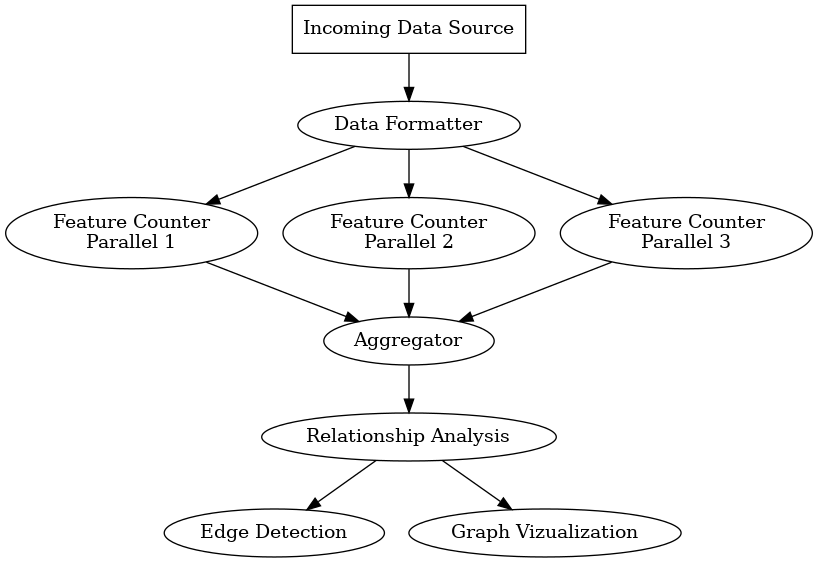 Incoming Data Source
Data Formatter
Feature Counter
Parallel 1
Feature Counter
Parallel 2
Feature Counter
Parallel 3
Aggregator
Relationship Analysis
Edge Detection
Graph Vizualization